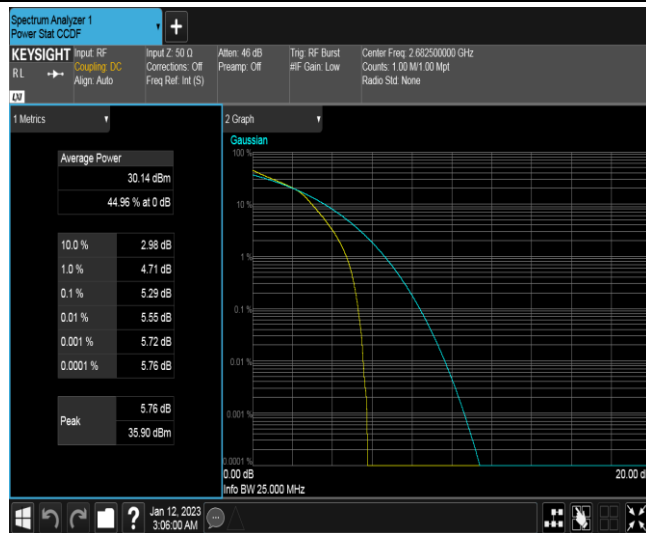 Spectrum Analyzer 1
Power Stat CCDF
+
KEYSIGHT
RL
LXI
Input: RF
Coupling: DC
Align: Auto
Input Z: 50 Ω
Corrections: Off
Freq Ref: Int (S)
Atten: 46 dB
Preamp: Off
Trig: RF Burst
#IF Gain: Low
Center Freq: 2.682500000 GHz
Counts: 1.00 M/1.00 Mpt
Radio Std: None
1 Metrics
Average Power
30.14 dBm
44.96 % at 0 dB
10.0 % 2.98 dB
1.0 % 4.71 dB
0.1 % 5.29 dB
0.01 % 5.55 dB
0.001 % 5.72 dB
0.0001 % 5.76 dB
Peak
5.76 dB
35.90 dBm
2 Graph
Gaussian
100 %
10 %
1 %
0.1 %
0.01 %
0.001 %
0.0001 %
0.00 dB
20.00 d
Info BW 25.000 MHz
?
Jan 12, 2023
3:06:00 AM